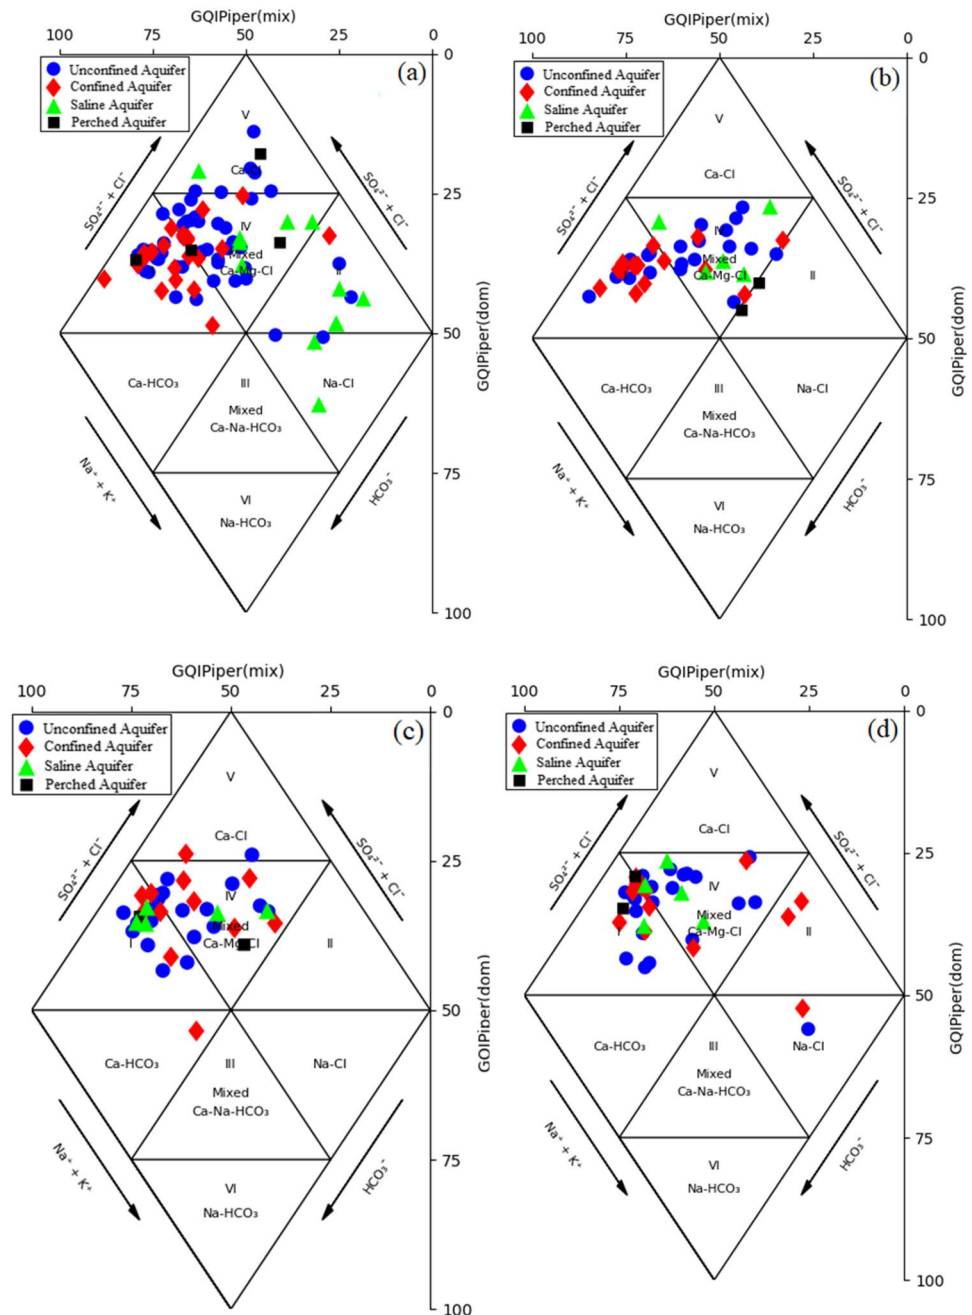 GQIPiper(mix)
100 75 50 25 0
Unconfined Aquifer
Confined Aquifer
Saline Aquifer
Perched Aquifer
(a)
V
SO₄²⁻ + Cl⁻
SO₄²⁻ + Cl⁻
Ca-Cl
25
IV
Mixed
Ca-Mg-Cl
II
50
GQIPiper(dom)
Ca-HCO₃
III
Na-Cl
Mixed
Ca-Na-HCO₃
Na⁺ + K⁺
HCO₃⁻
75
VI
Na-HCO₃
100
GQIPiper(mix)
100 75 50 25 0
Unconfined Aquifer
Confined Aquifer
Saline Aquifer
Perched Aquifer
(b)
V
SO₄²⁻ + Cl⁻
SO₄²⁻ + Cl⁻
Ca-Cl
25
IV
Mixed
Ca-Mg-Cl
II
50
GQIPiper(dom)
Ca-HCO₃
III
Na-Cl
Mixed
Ca-Na-HCO₃
Na⁺ + K⁺
HCO₃⁻
75
VI
Na-HCO₃
100
GQIPiper(mix)
100 75 50 25 0
Unconfined Aquifer
Confined Aquifer
Saline Aquifer
Perched Aquifer
(c)
V
SO₄²⁻ + Cl⁻
SO₄²⁻ + Cl⁻
Ca-Cl
25
IV
Mixed
Ca-Mg-Cl
I
II
50
GOIPiper(dom)
Ca-HCO₃
III
Na-Cl
Mixed
Ca-Na-HCO₃
Na⁺ + K⁺
HCO₃⁻
75
VI
Na-HCO₃
100
GQIPiper(mix)
100 75 50 25 0
Unconfined Aquifer
Confined Aquifer
Saline Aquifer
Perched Aquifer
(d)
V
SO₄²⁻ + Cl⁻
SO₄²⁻ + Cl⁻
Ca-Cl
25
IV
Mixed
Ca-Mg-Cl
I
II
50
GQIPiper(dom)
Ca-HCO₃
III
Na-Cl
Mixed
Ca-Na-HCO₃
Na⁺ + K⁺
HCO₃⁻
75
VI
Na-HCO₃
100